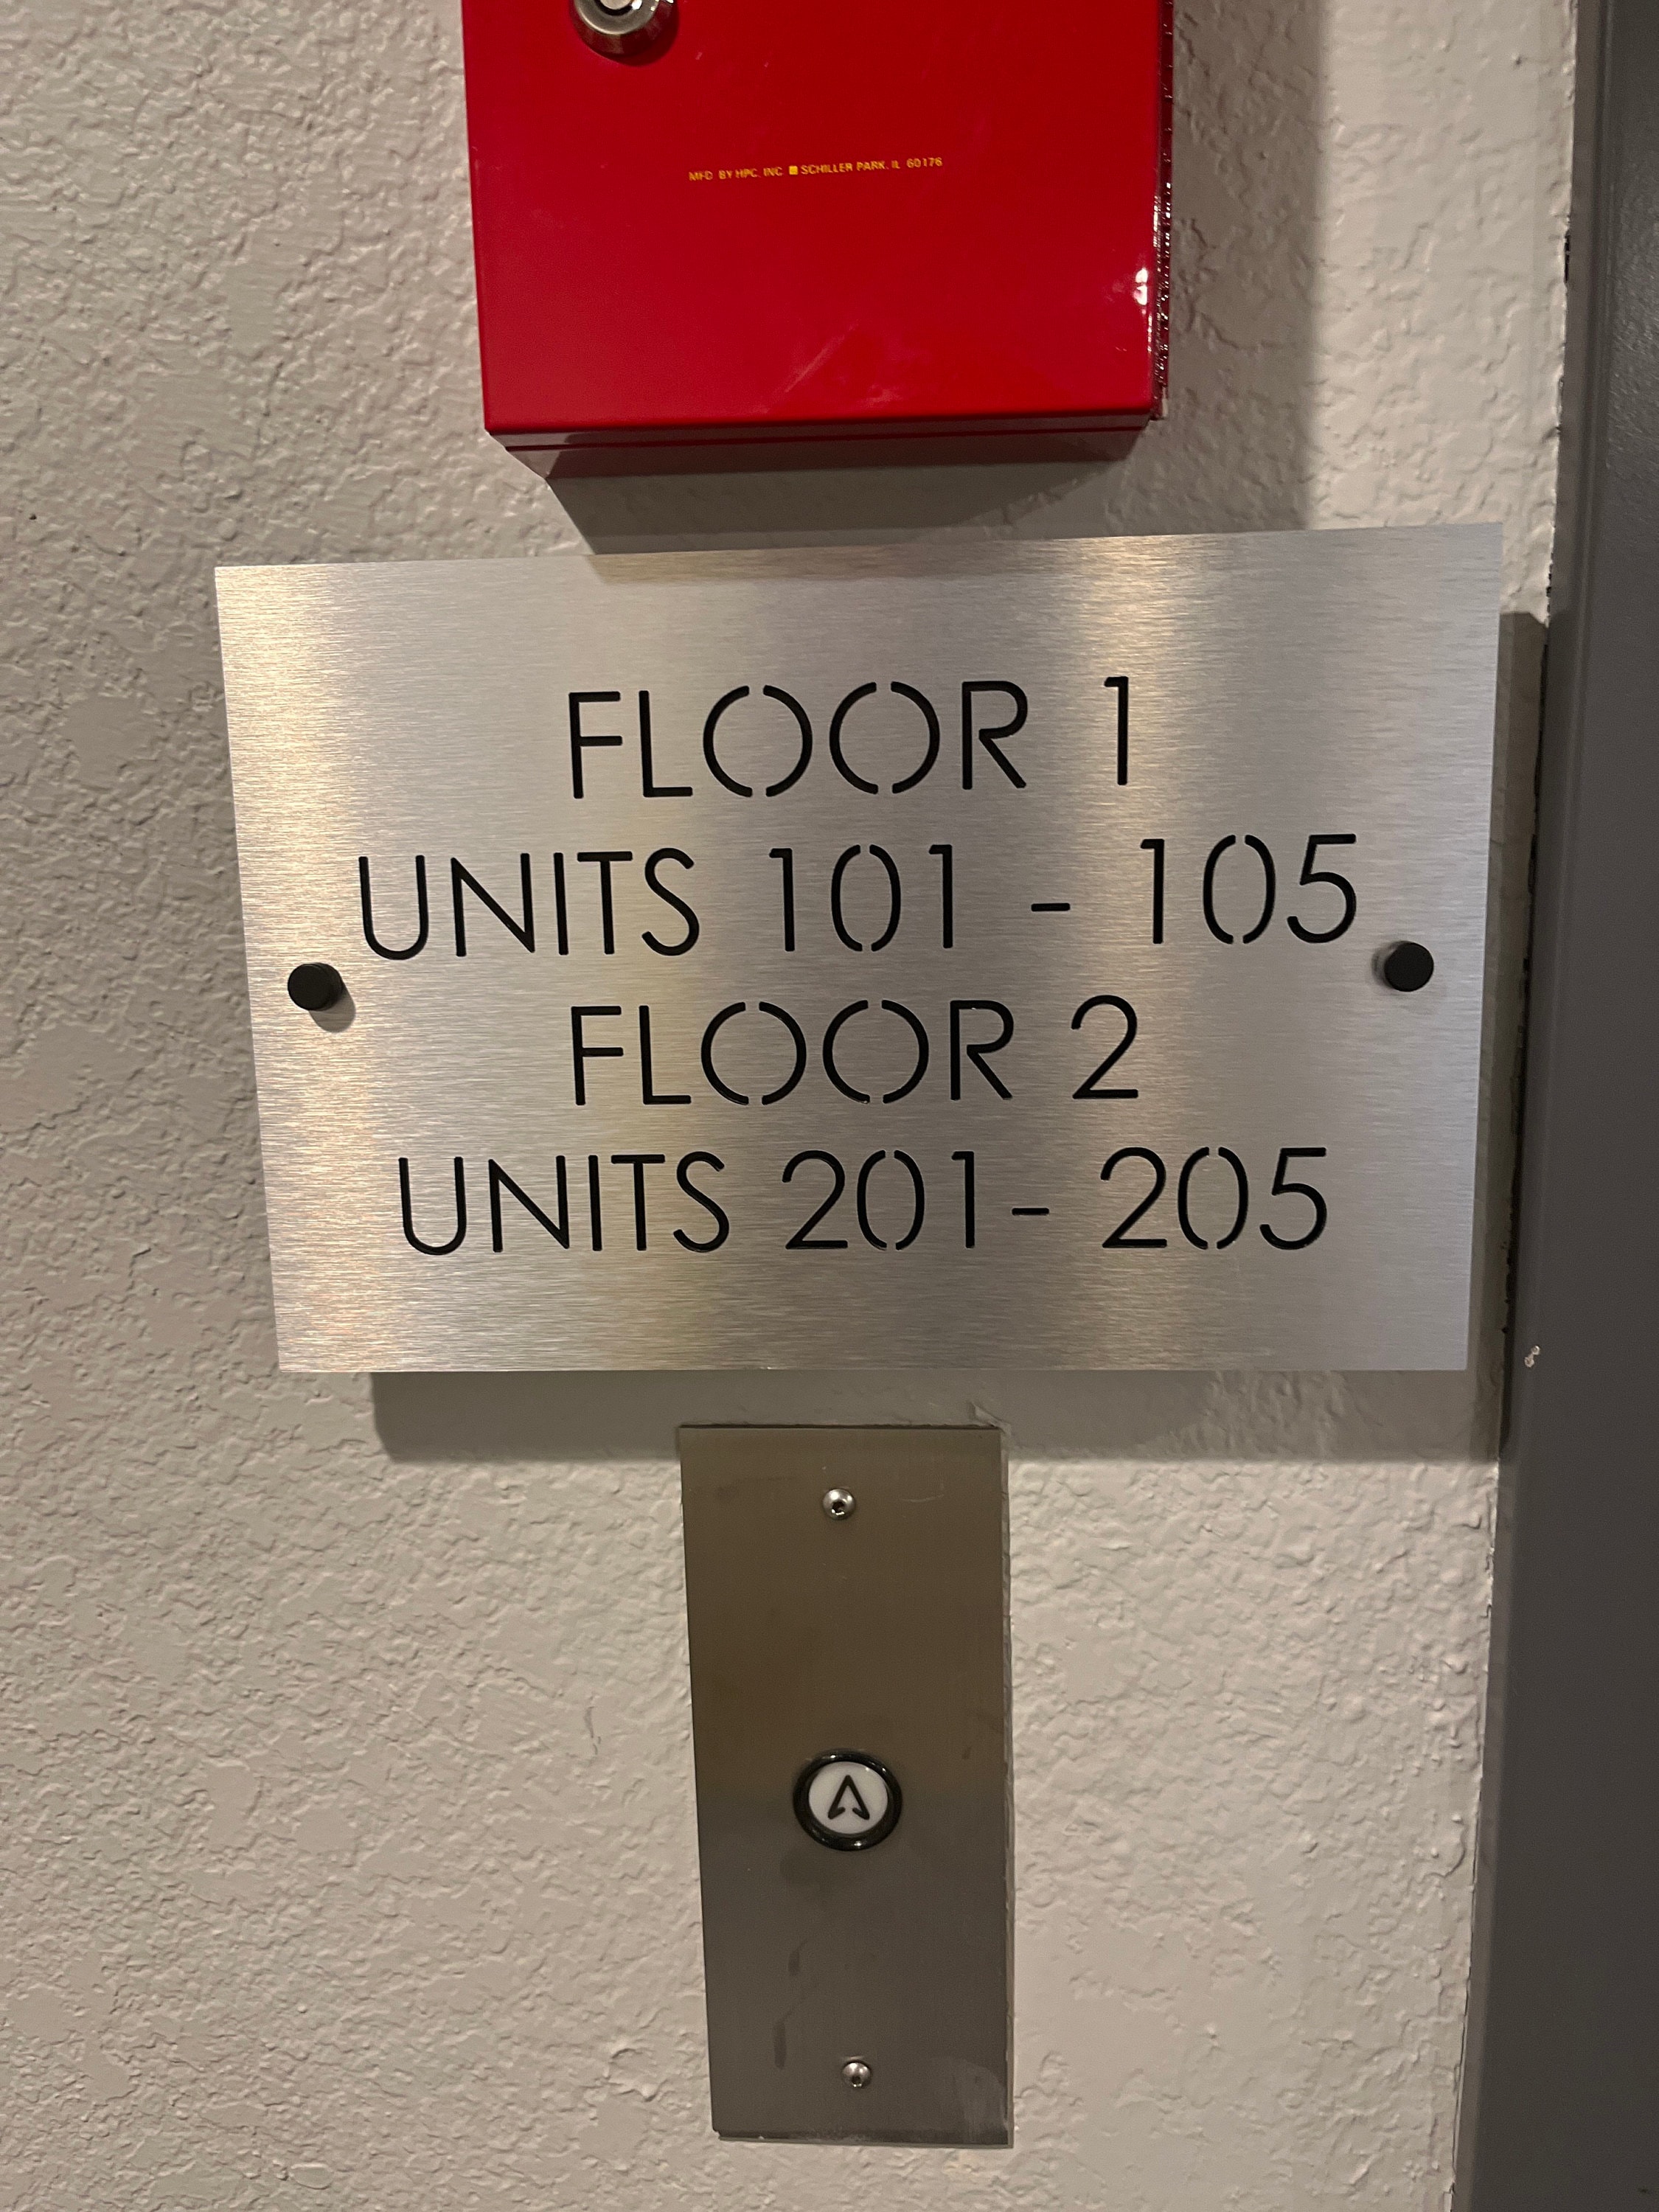 MFD BY HPC, INC ■ SCHILLER PARK, IL 60176
FLOOR 1
UNITS 101 - 105
FLOOR 2
UNITS 201- 205